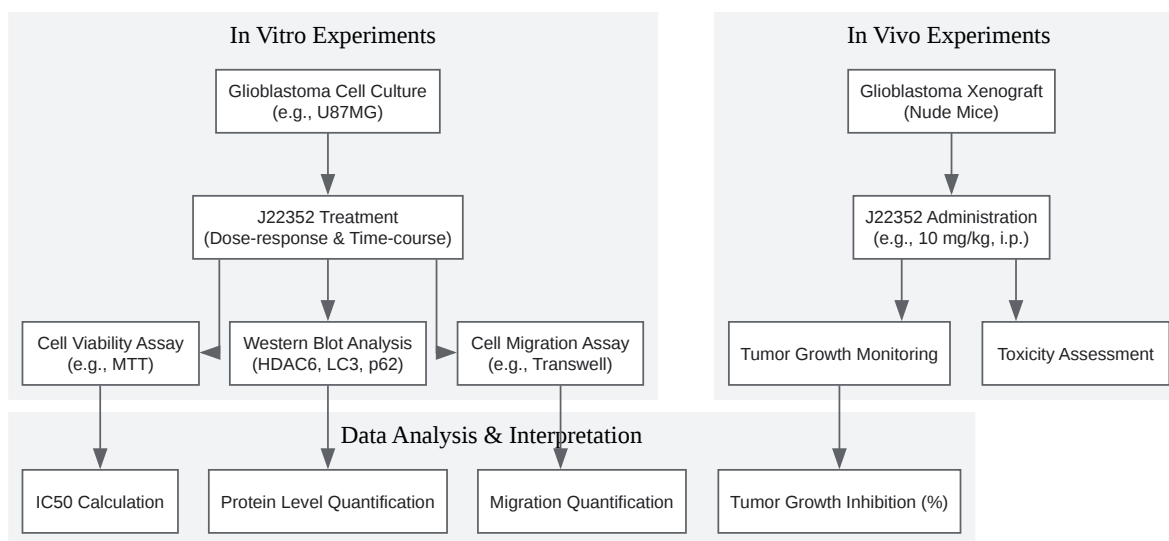 In Vitro Experiments
Glioblastoma Cell Culture
(e.g., U87MG)
J22352 Treatment
(Dose-response & Time-course)
Cell Viability Assay
(e.g., MTT)
Western Blot Analysis
(HDAC6, LC3, p62)
Cell Migration Assay
(e.g., Transwell)
In Vivo Experiments
Glioblastoma Xenograft
(Nude Mice)
J22352 Administration
(e.g., 10 mg/kg, i.p.)
Tumor Growth Monitoring
Toxicity Assessment
Data Analysis & Interpretation
IC50 Calculation
Protein Level Quantification
Migration Quantification
Tumor Growth Inhibition (%)